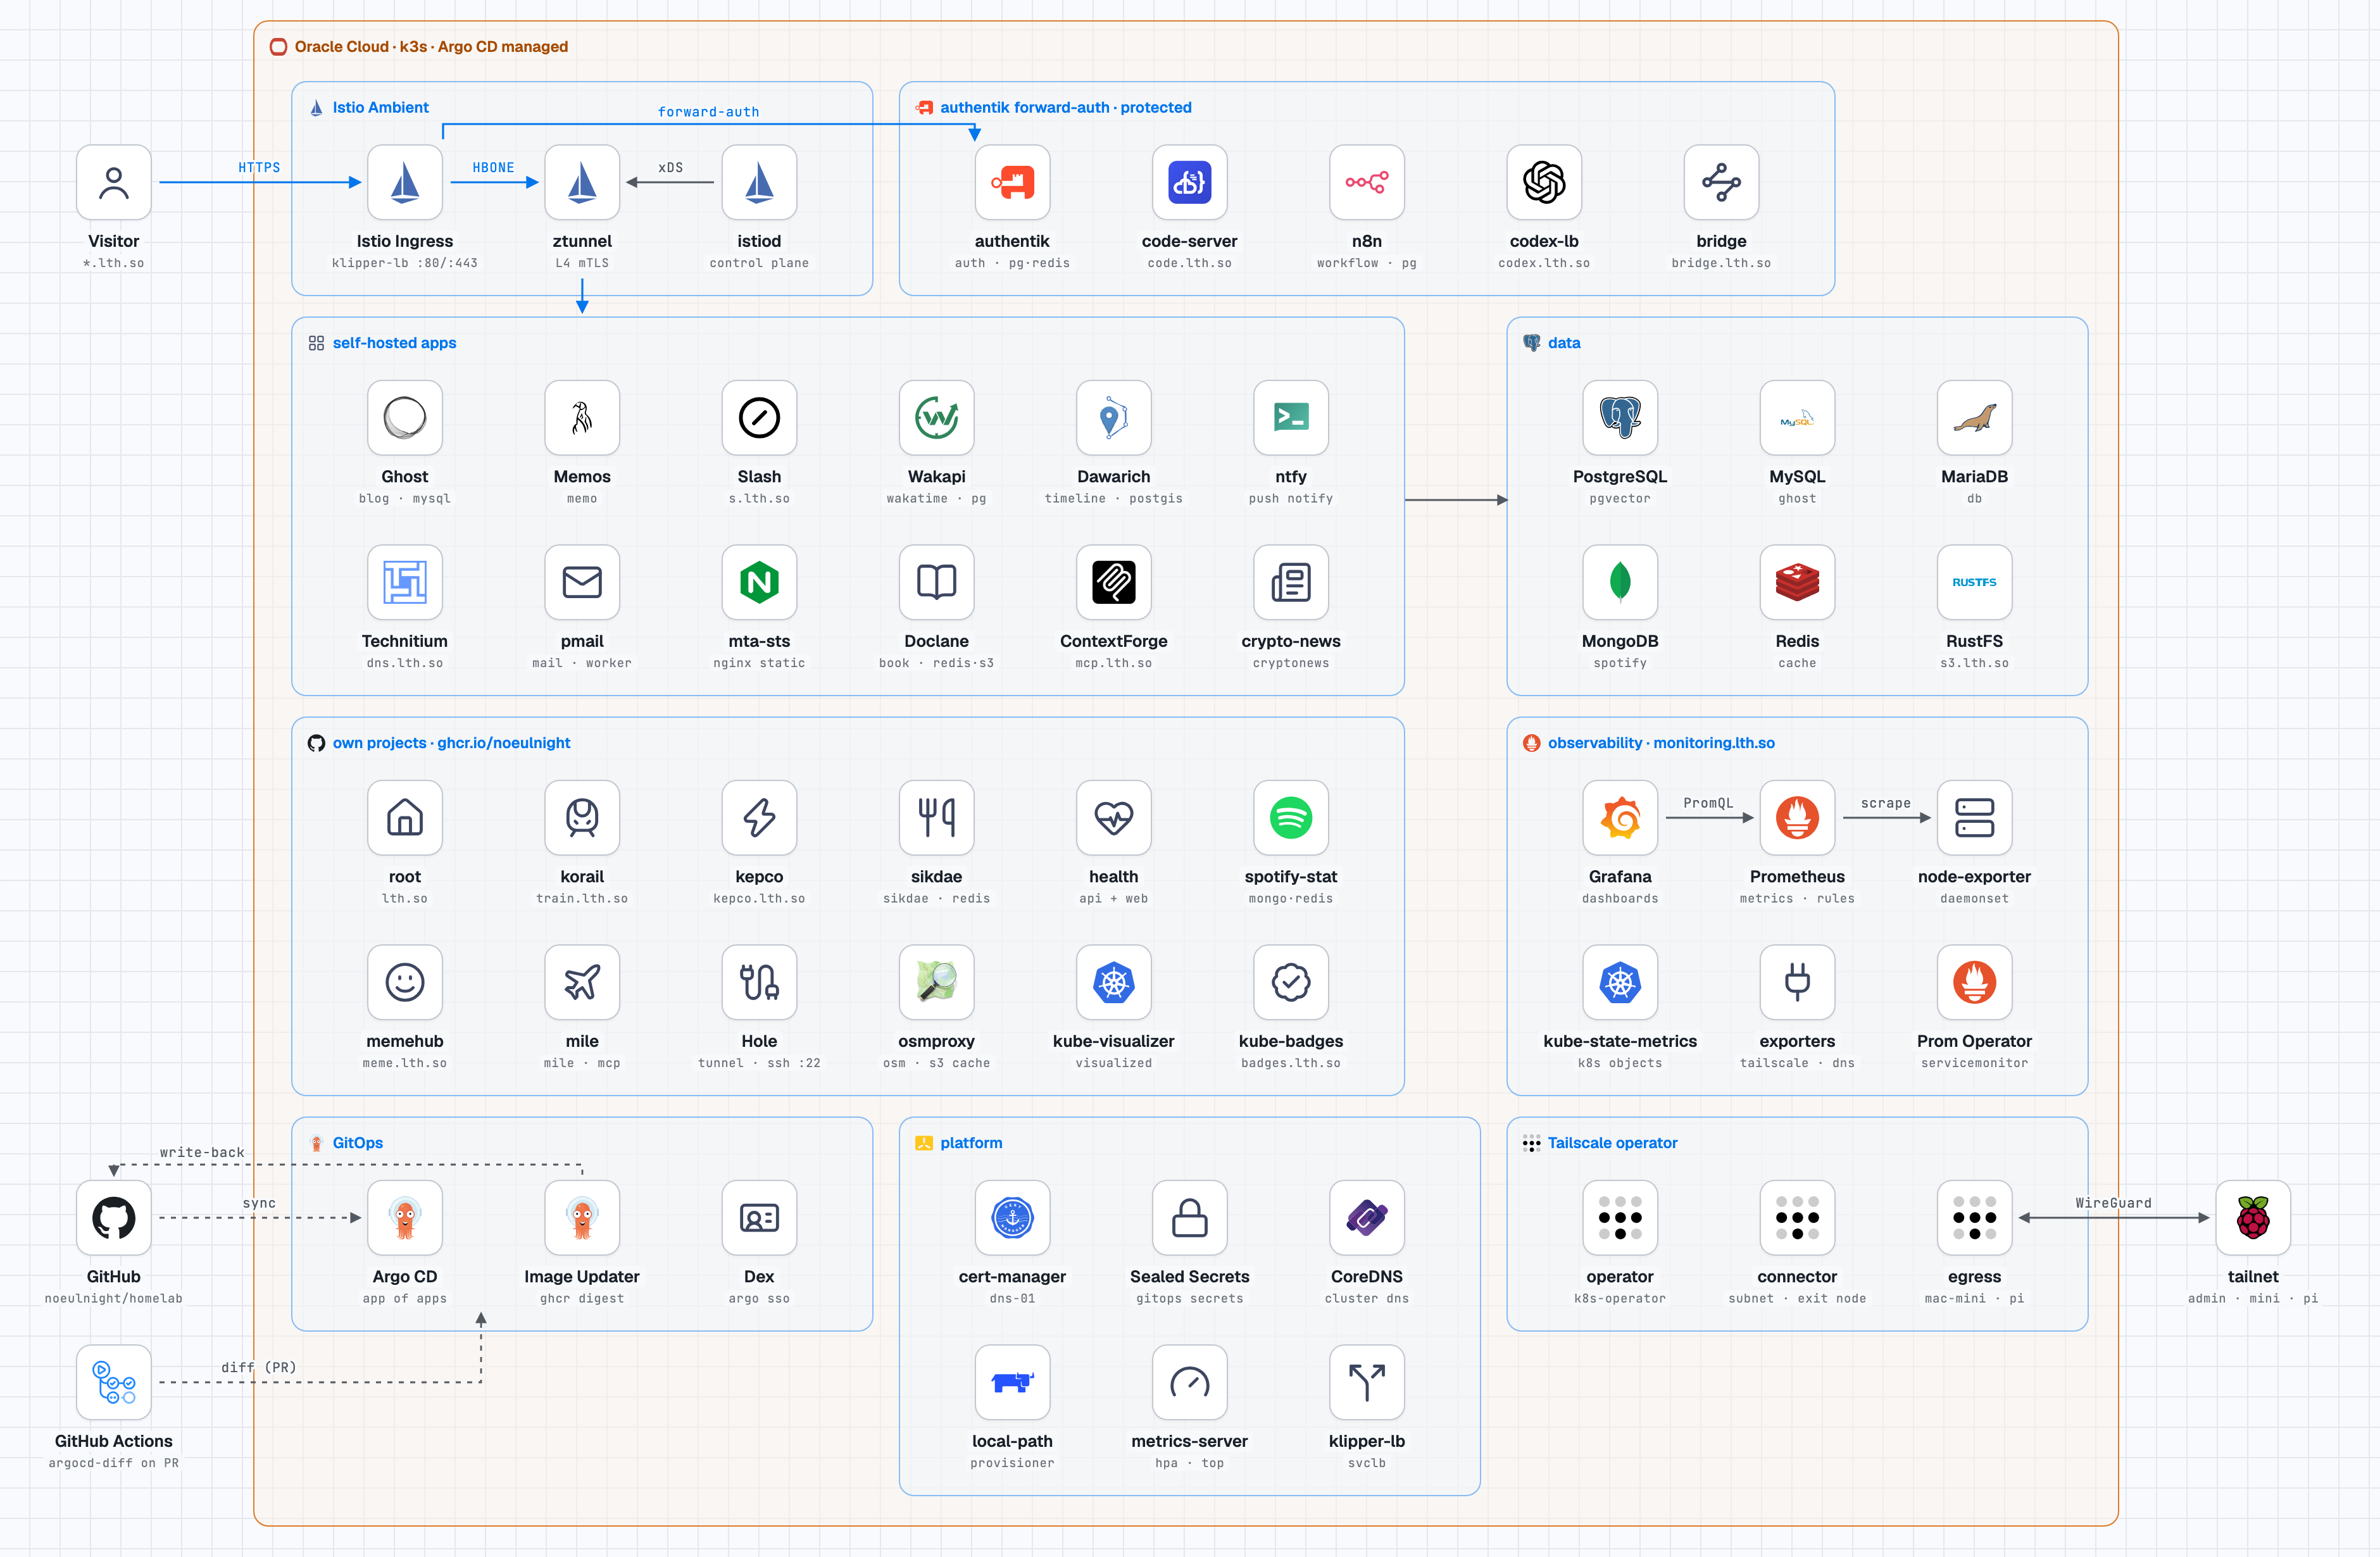 Oracle Cloud · k3s · Argo CD managed
Istio Ambient
forward-auth
authentik forward-auth · protected
HTTPS
HBONE
xDS
Visitor
*.lth.so
Istio Ingress
klipper-lb :80/:443
ztunnel
L4 mTLS
istiod
control plane
authentik
auth · pg·redis
code-server
code.lth.so
n8n
workflow · pg
codex-lb
codex.lth.so
bridge
bridge.lth.so
self-hosted apps
Ghost
blog · mysql
Memos
memo
Slash
s.lth.so
Wakapi
wakatime · pg
Dawarich
timeline · postgis
ntfy
push notify
Technitium
dns.lth.so
pmail
mail · worker
mta-sts
nginx static
Doclane
book · redis·s3
ContextForge
mcp.lth.so
crypto-news
cryptonews
data
PostgreSQL
pgvector
MySQL
MySQL
ghost
MariaDB
db
MongoDB
spotify
Redis
cache
RUSTFS
RustFS
s3.lth.so
own projects · ghcr.io/noeulnight
root
lth.so
korail
train.lth.so
kepco
kepco.lth.so
sikdae
sikdae · redis
health
api + web
spotify-stat
mongo·redis
memehub
meme.lth.so
mile
mile · mcp
Hole
tunnel · ssh :22
osmproxy
osm · s3 cache
kube-visualizer
visualized
kube-badges
badges.lth.so
observability · monitoring.lth.so
PromQL
scrape
Grafana
dashboards
Prometheus
metrics · rules
node-exporter
daemonset
kube-state-metrics
k8s objects
exporters
tailscale · dns
Prom Operator
servicemonitor
GitOps
write-back
sync
GitHub
noeulnight/homelab
Argo CD
app of apps
Image Updater
ghcr digest
Dex
argo sso
diff (PR)
GitHub Actions
argocd-diff on PR
platform
cert-manager
dns-01
Sealed Secrets
gitops secrets
CoreDNS
cluster dns
local-path
provisioner
metrics-server
hpa · top
klipper-lb
svclb
Tailscale operator
operator
k8s-operator
connector
subnet · exit node
egress
mac-mini · pi
WireGuard
tailnet
admin · mini · pi